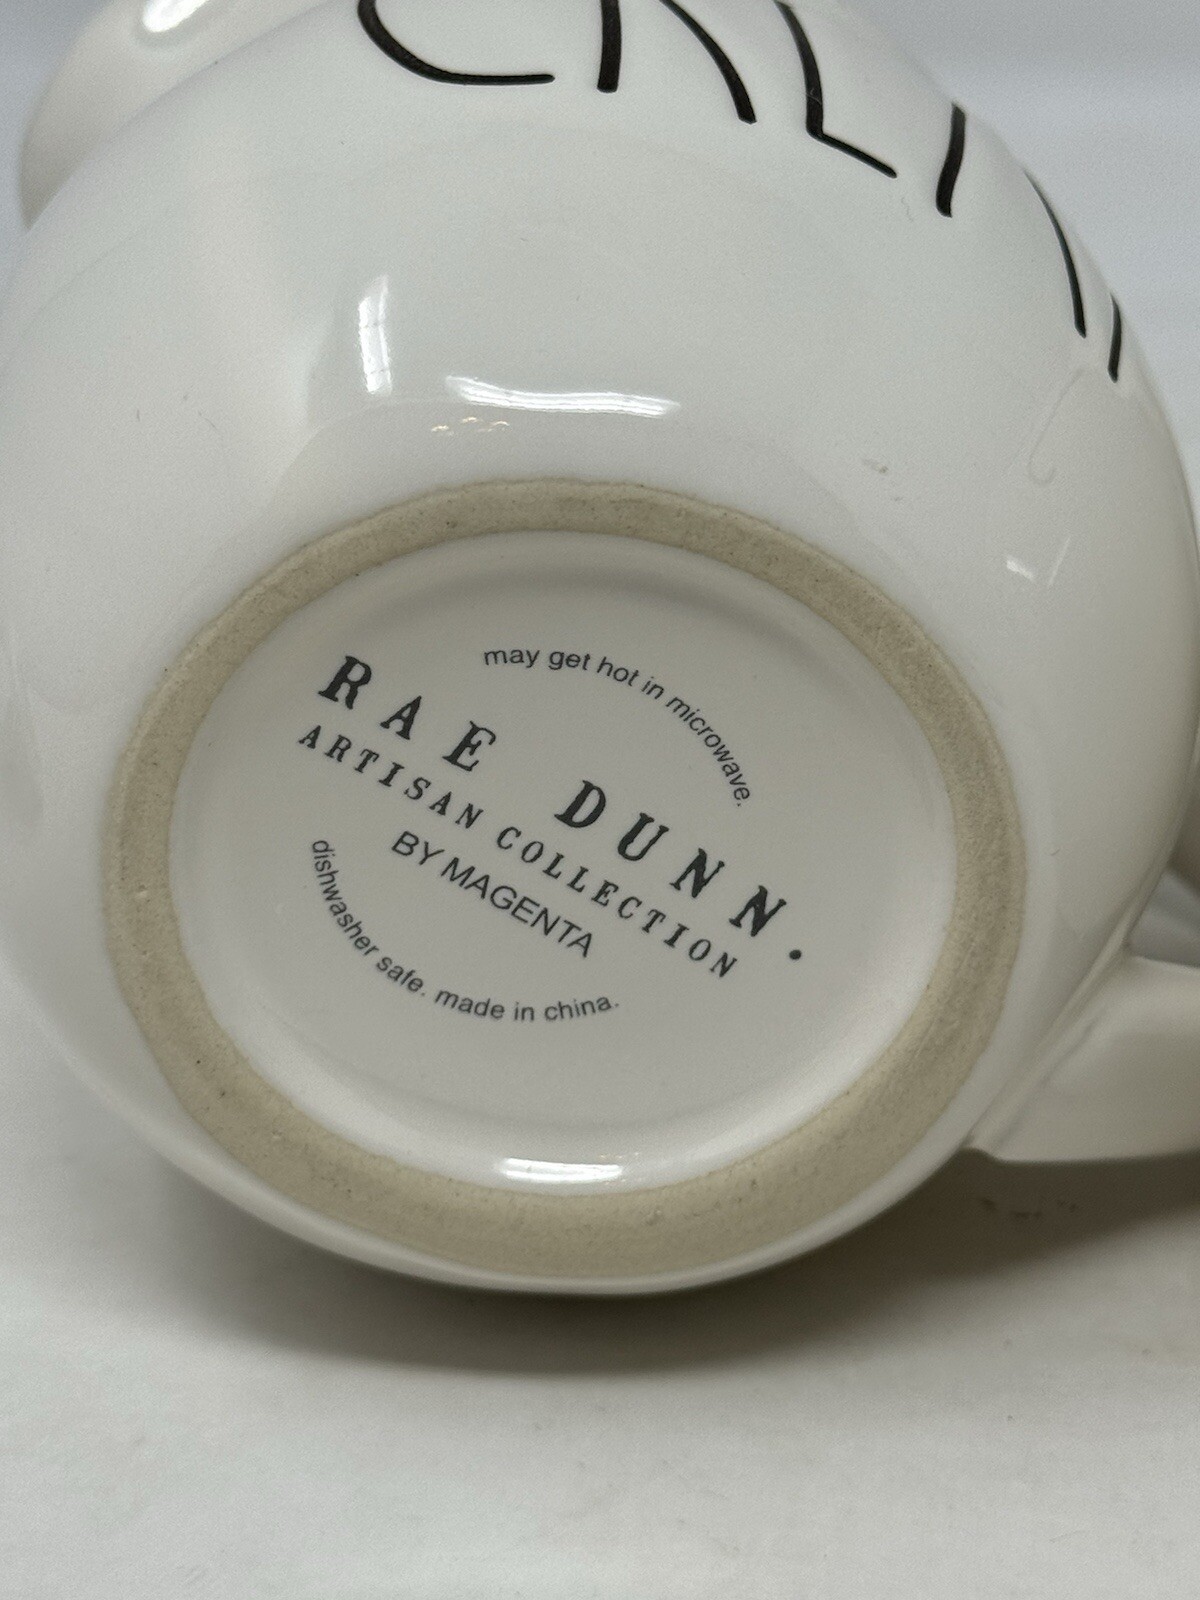 may get hot in microwave.
RAE DUNN.
ARTISAN COLLECTION
BY MAGENTA
dishwasher safe. made in china.